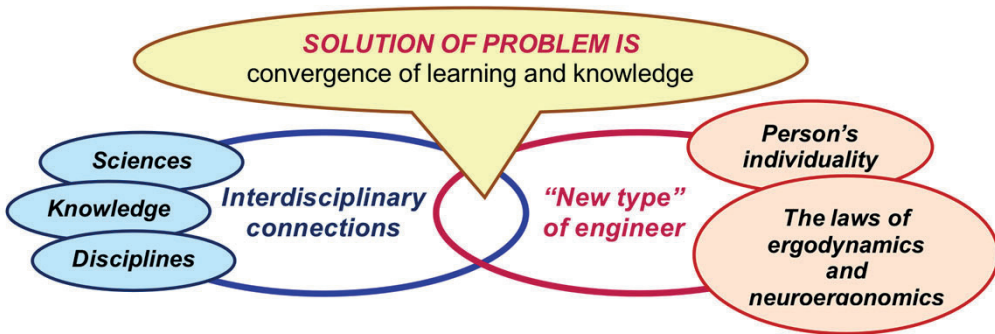 SOLUTION OF PROBLEM IS
convergence of learning and knowledge
Sciences
Knowledge
Disciplines
Interdisciplinary
connections
“New type”
of engineer
Person’s
individuality
The laws of
ergodynamics
and
neuroergonomics